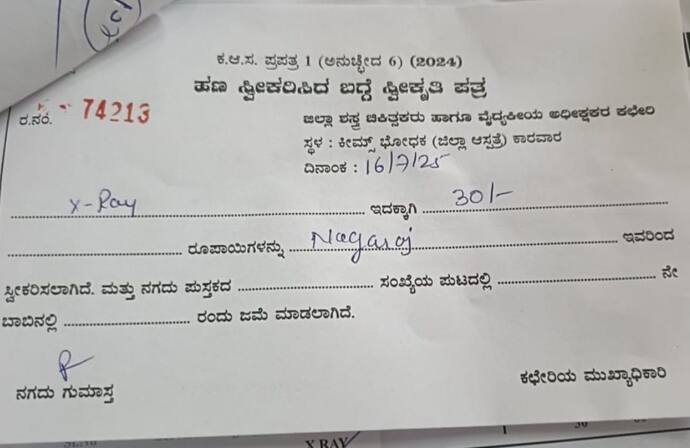 ಕ.ಆ.ಸ. ಪ್ರಪತ್ರ 1 (ಅನುಚ್ಛೇದ 6) (2024)
ಹಣ ಸ್ವೀಕರಿಸಿದ ಬಗ್ಗೆ ಸ್ವೀಕೃತಿ ಪತ್ರ
ರ.ನಂ. 74213
ಜಿಲ್ಲಾ ಶಸ್ತ್ರ ಚಿಕಿತ್ಸಕರು ಹಾಗೂ ವೈದ್ಯಕೀಯ ಅಧೀಕ್ಷಕರ ಕಛೇರಿ
ಸ್ಥಳ : ಕೀಮ್ಸ್ ಭೋಧಕ (ಜಿಲ್ಲಾ ಆಸ್ಪತ್ರೆ) ಕಾರವಾರ
ದಿನಾಂಕ : 16/7/25
X-Ray ಇದಕ್ಕಾಗಿ 30/-
ರೂಪಾಯಿಗಳನ್ನು Nagaraj ಇವರಿಂದ
ಸ್ವೀಕರಿಸಲಾಗಿದೆ. ಮತ್ತು ನಗದು ಪುಸ್ತಕದ ಸಂಖ್ಯೆಯ ಪುಟದಲ್ಲಿ ನೇ
ಬಾಬಿನಲ್ಲಿ ರಂದು ಜಮೆ ಮಾಡಲಾಗಿದೆ.
ನಗದು ಗುಮಾಸ್ತ
ಕಛೇರಿಯ ಮುಖ್ಯಾಧಿಕಾರಿ
X RAY